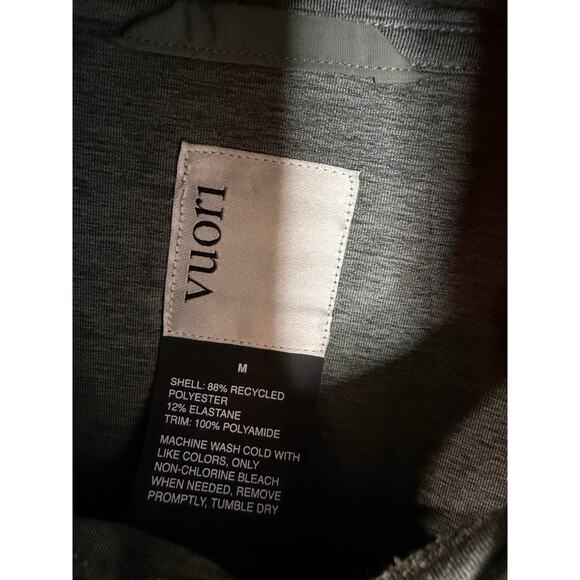 vuori
M
SHELL: 88% RECYCLED
POLYESTER
12% ELASTANE
TRIM: 100% POLYAMIDE
MACHINE WASH COLD WITH
LIKE COLORS, ONLY
NON-CHLORINE BLEACH
WHEN NEEDED, REMOVE
PROMPTLY, TUMBLE DRY